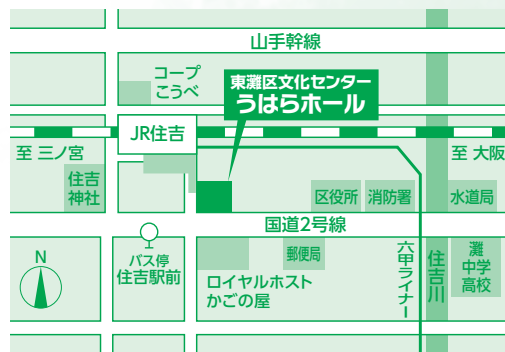 山手幹線
コープ
こうべ
東灘区文化センター
うはらホール
JR住吉
至 三ノ宮
至 大阪
住吉
神社
区役所
消防署
水道局
国道2号線
N
バス停
住吉駅前
郵便局
ロイヤルホスト
かごの屋
六甲ライナー
住吉川
灘
中学
高校